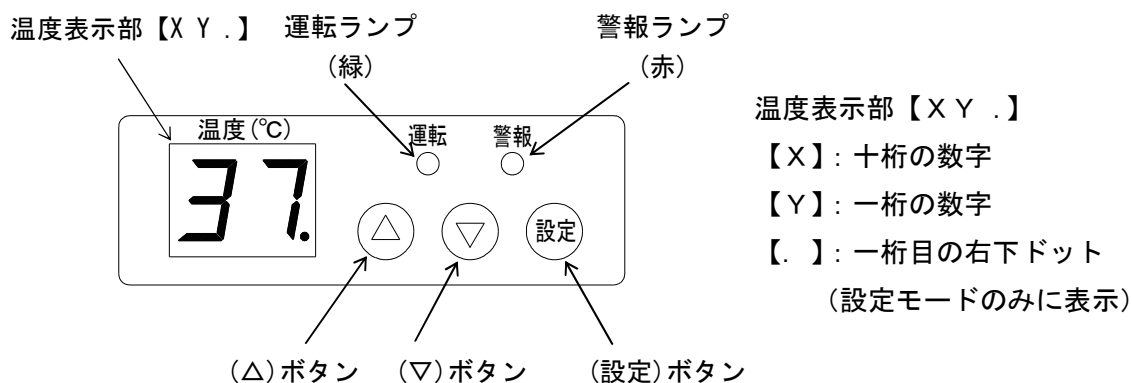 温度表示部【X Y .】 運転ランプ 警報ランプ
(緑) (赤)
温度表示部【X Y .】
温度(℃) 運転 警報
【X】: 十桁の数字
37.
【Y】: 一桁の数字
△ ▽ 設定
【. 】: 一桁目の右下ドット
(設定モードのみに表示)
(△)ボタン (▽)ボタン (設定)ボタン